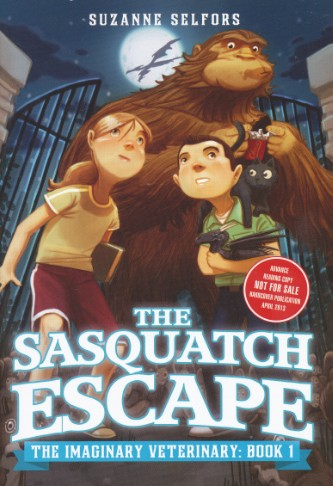 SUZANNE SELFORS
ADVANCE
READING COPY
NOT FOR SALE
HARDCOVER PUBLICATION
APRIL 2013
THE
SASQUATCH
ESCAPE
THE IMAGINARY VETERINARY: BOOK 1